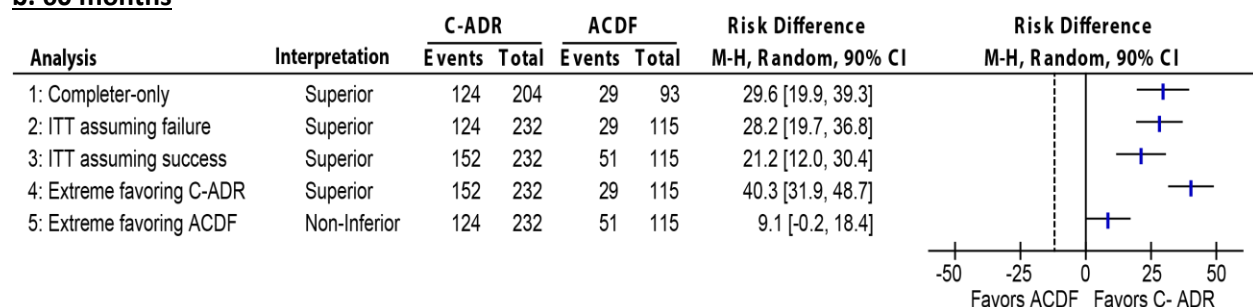 C-ADR ACDF Risk Difference Risk Difference
Analysis Interpretation Events Total Events Total M-H, Random, 90% CI M-H, Random, 90% CI
1: Completer-only Superior 124 204 29 93 29.6 [19.9, 39.3]
2: ITT assuming failure Superior 124 232 29 115 28.2 [19.7, 36.8]
3: ITT assuming success Superior 152 232 51 115 21.2 [12.0, 30.4]
4: Extreme favoring C-ADR Superior 152 232 29 115 40.3 [31.9, 48.7]
5: Extreme favoring ACDF Non-Inferior 124 232 51 115 9.1 [-0.2, 18.4]
-50 -25 0 25 50
Favors ACDF Favors C- ADR